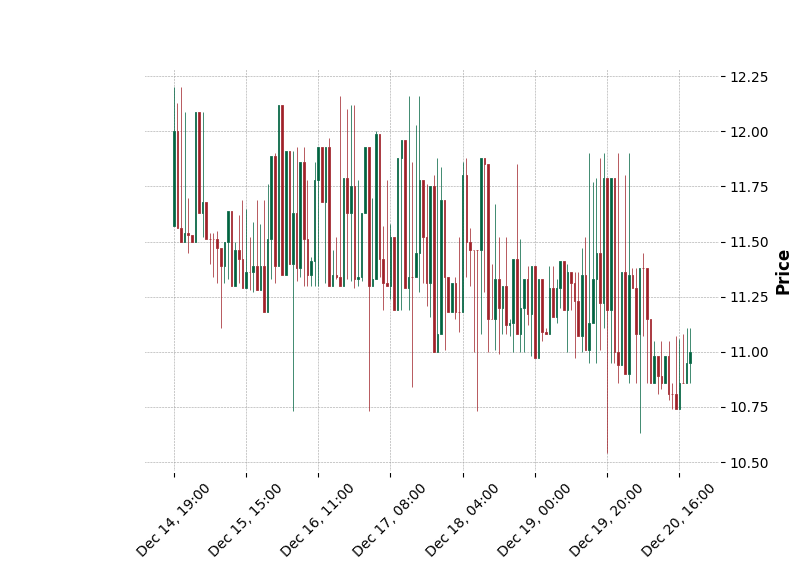 12.25
12.00
11.75
11.50
11.25
11.00
10.75
10.50
Price
Dec 14, 19:00
Dec 15, 15:00
Dec 16, 11:00
Dec 17, 08:00
Dec 18, 04:00
Dec 19, 00:00
Dec 19, 20:00
Dec 20, 16:00